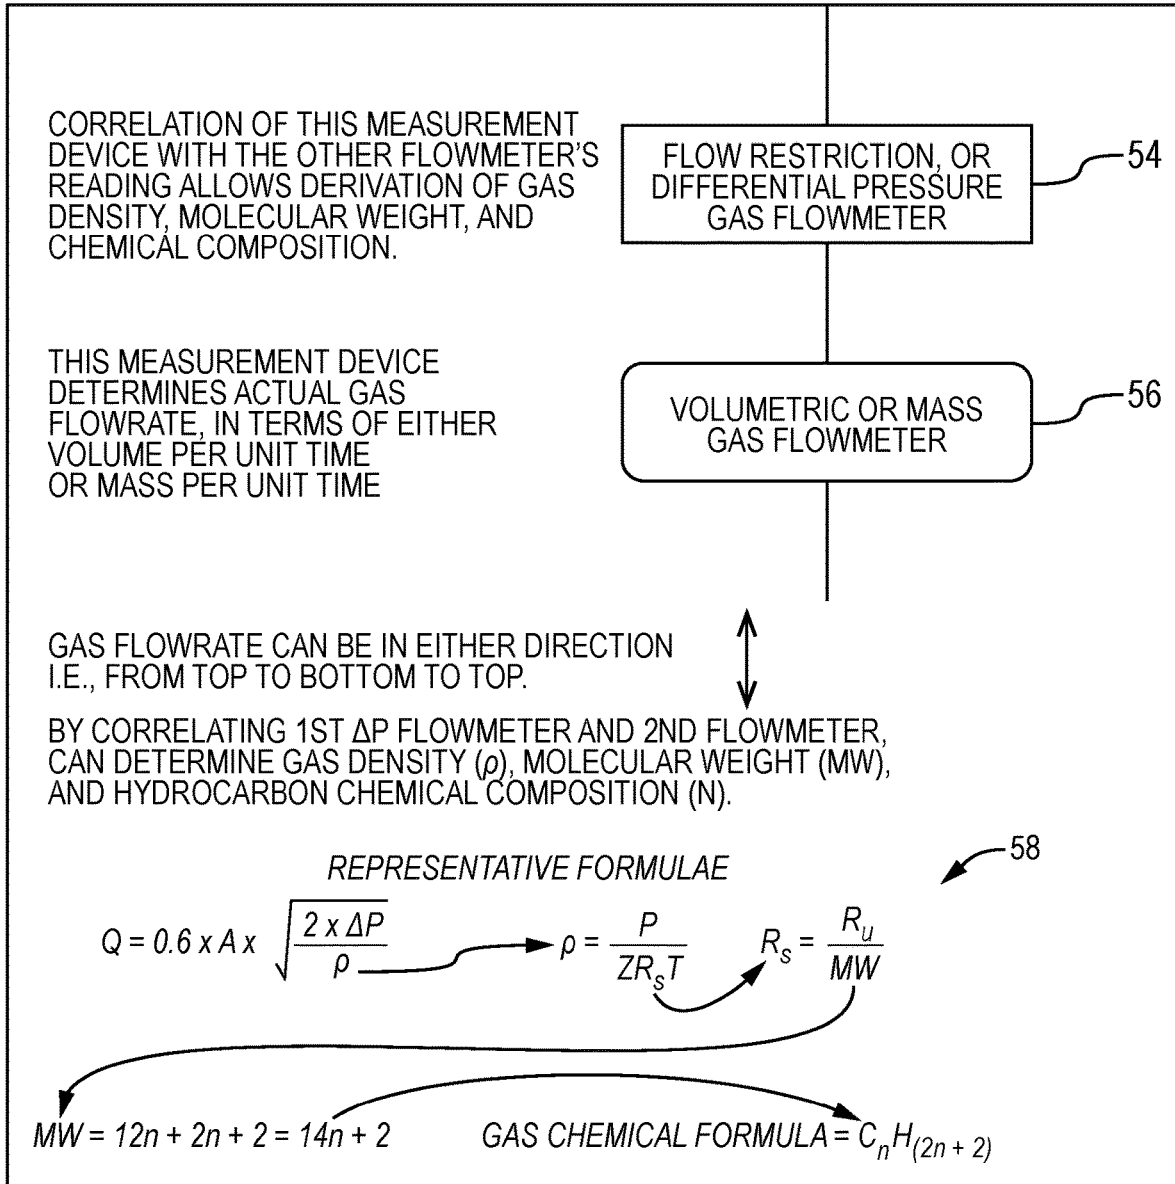 CORRELATION OF THIS MEASUREMENT
DEVICE WITH THE OTHER FLOWMETER'S
READING ALLOWS DERIVATION OF GAS
DENSITY, MOLECULAR WEIGHT, AND
CHEMICAL COMPOSITION.
FLOW RESTRICTION, OR
DIFFERENTIAL PRESSURE
GAS FLOWMETER
54
THIS MEASUREMENT DEVICE
DETERMINES ACTUAL GAS
FLOWRATE, IN TERMS OF EITHER
VOLUME PER UNIT TIME
OR MASS PER UNIT TIME
VOLUMETRIC OR MASS
GAS FLOWMETER
56
GAS FLOWRATE CAN BE IN EITHER DIRECTION
I.E., FROM TOP TO BOTTOM TO TOP.
BY CORRELATING 1ST ΔP FLOWMETER AND 2ND FLOWMETER,
CAN DETERMINE GAS DENSITY (ρ), MOLECULAR WEIGHT (MW),
AND HYDROCARBON CHEMICAL COMPOSITION (N).
58
REPRESENTATIVE FORMULAE
Q = 0.6 x A x √(2 x ΔP / ρ) ρ = P / ZR_sT R_s = R_u / MW
MW = 12n + 2n + 2 = 14n + 2 GAS CHEMICAL FORMULA = C_nH_(2n + 2)